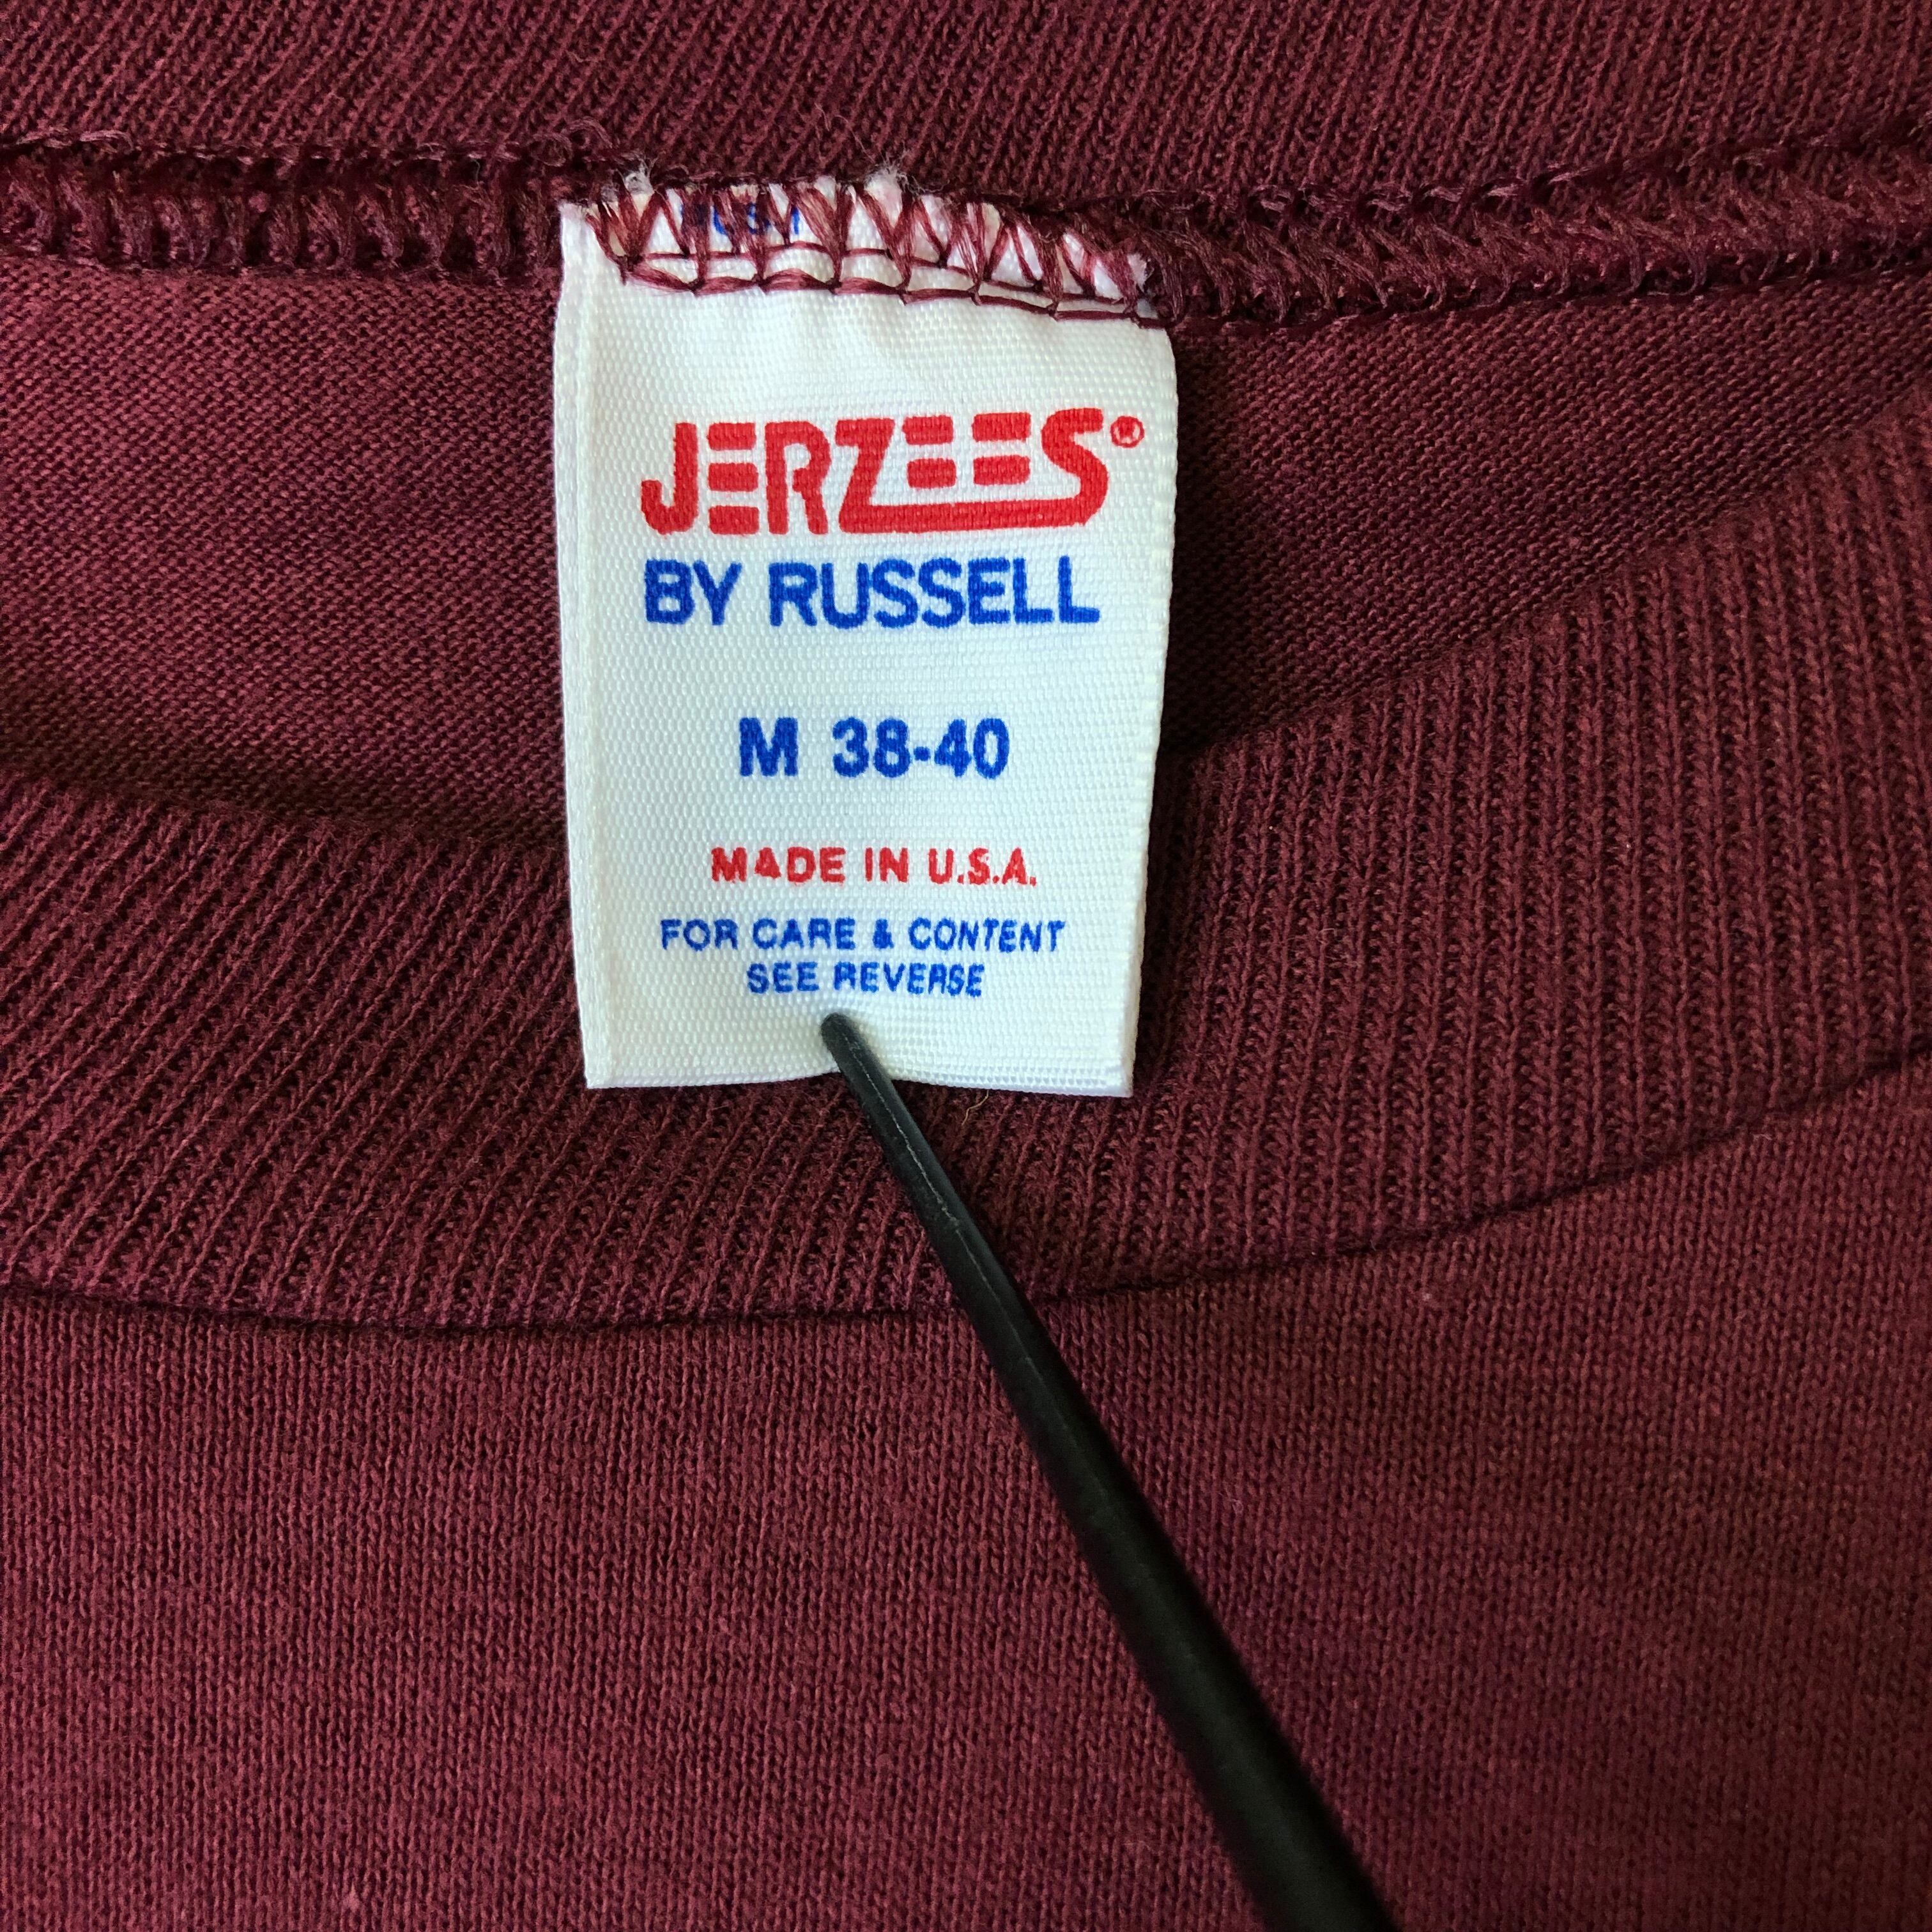 JERZEES®
BY RUSSELL
M 38-40
MADE IN U.S.A.
FOR CARE & CONTENT
SEE REVERSE